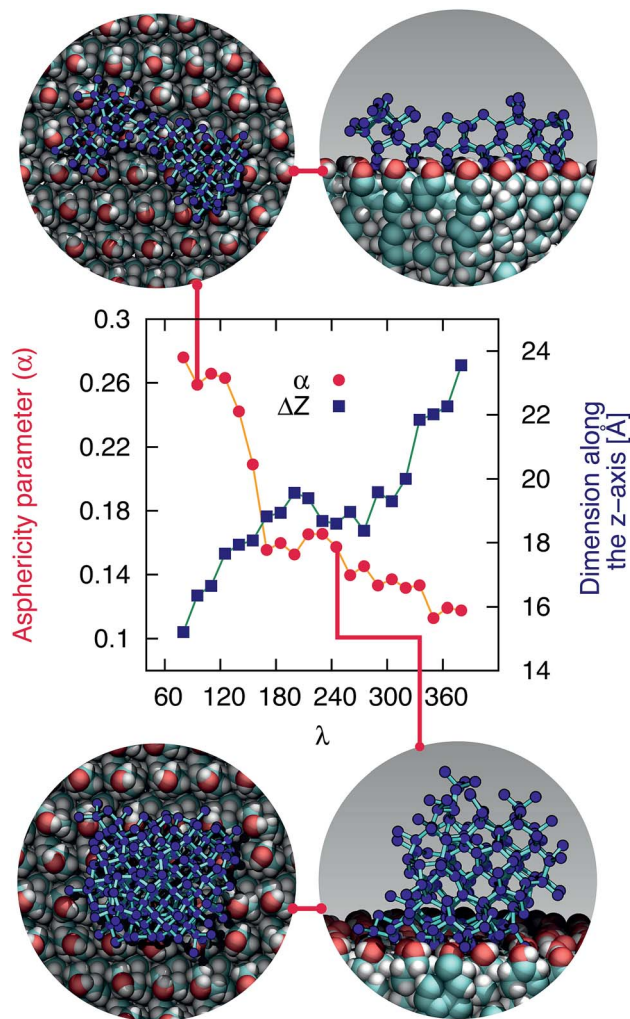 Asphericity parameter (α)
0.3
0.26
0.22
0.18
0.14
0.1
α
ΔZ
24
22
20
18
16
14
Dimension along
the z−axis [Å]
60 120 180 240 300 360
λ